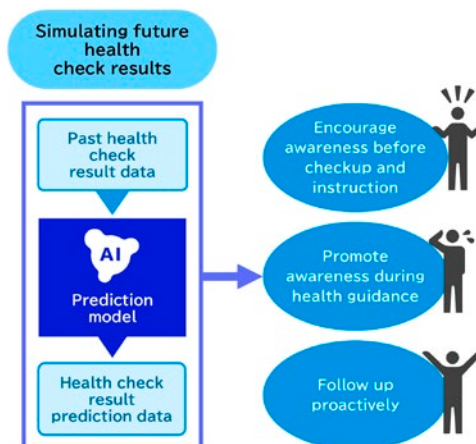 Simulating future
health
check results
Past health
check
result data
AI
Prediction
model
Health check
result
prediction data
Encourage
awareness before
checkup and
instruction
Promote
awareness during
health guidance
Follow up
proactively